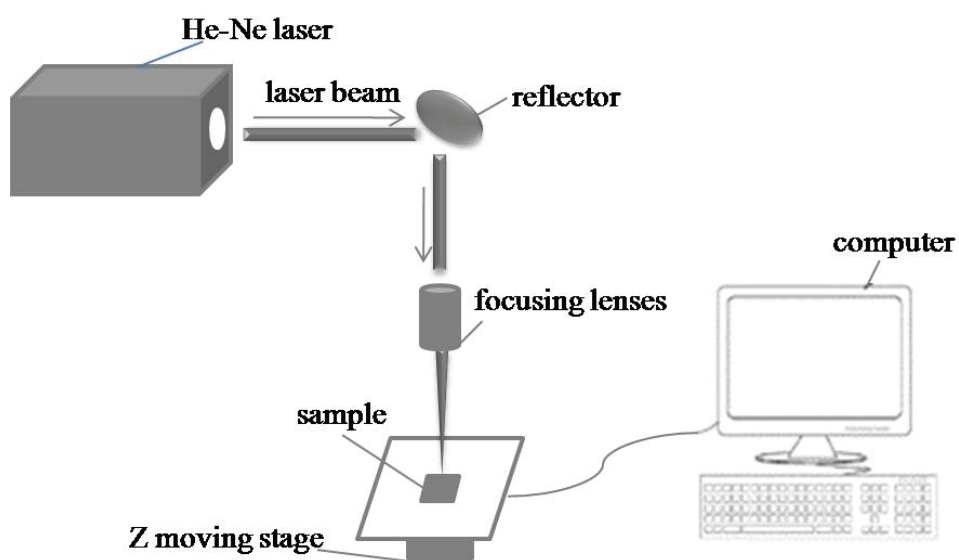 He-Ne laser
laser beam
reflector
computer
focusing lenses
sample
Z moving stage